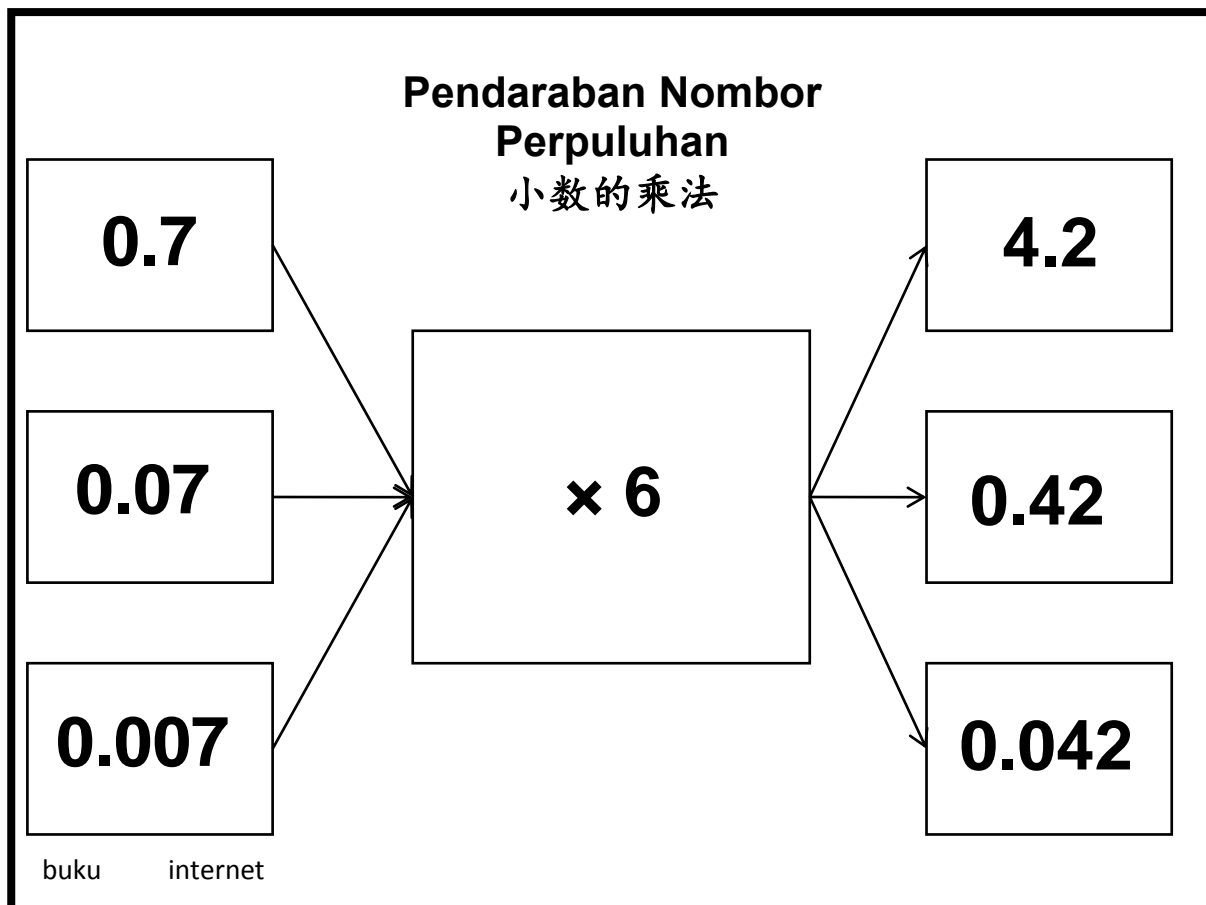 Pendaraban Nombor
Perpuluhan
小数的乘法
0.7
4.2
0.07
× 6
0.42
0.007
0.042
buku internet